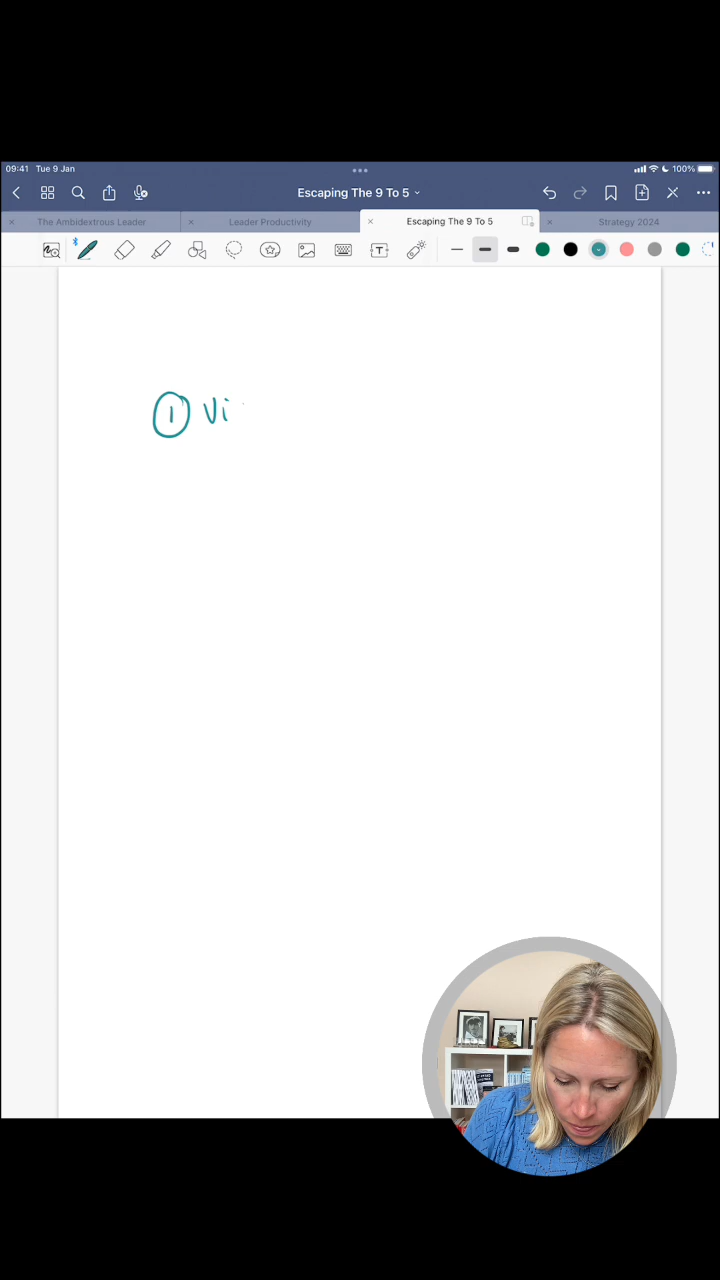 09:41 Tue 9 Jan 100%
Escaping The 9 To 5
The Ambidextrous Leader Leader Productivity Escaping The 9 To 5 Strategy 2024
T
1 Vi